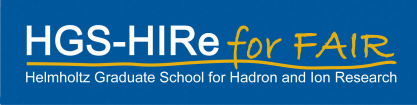 HGS-HIRe for FAIR
Helmholtz Graduate School for Hadron and Ion Research